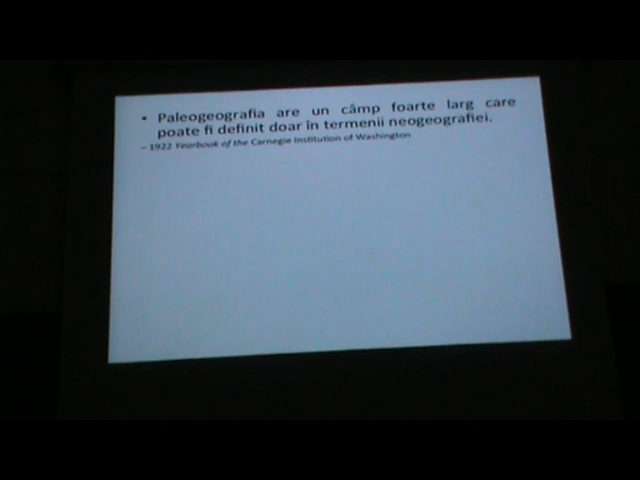 • Paleogeografia are un câmp foarte larg care
poate fi definit doar în termenii neogeografiei.
– 1922 Yearbook of the Carnegie Institution of Washington